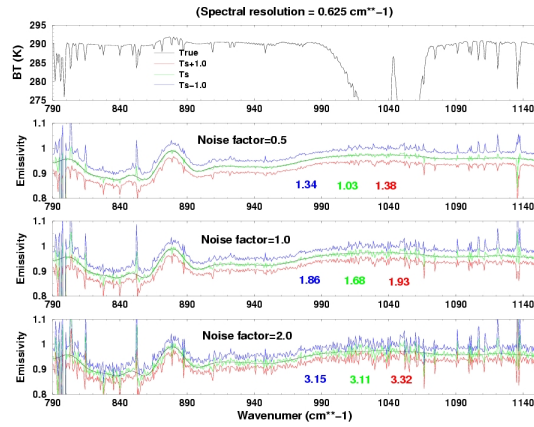 (Spectral resolution = 0.625 cm**−1)
BT (K)
295
290
285
280
275
True
Ts+1.0
Ts
Ts−1.0
790 840 890 940 990 1040 1090 1140
Emissivity
1.1
1
0.9
0.8
Noise factor=0.5
1.34 1.03 1.38
790 840 890 940 990 1040 1090 1140
Emissivity
1.1
1
0.9
0.8
Noise factor=1.0
1.86 1.68 1.93
790 840 890 940 990 1040 1090 1140
Emissivity
1.1
1
0.9
0.8
Noise factor=2.0
3.15 3.11 3.32
790 840 890 940 990 1040 1090 1140
Wavenumer (cm**−1)